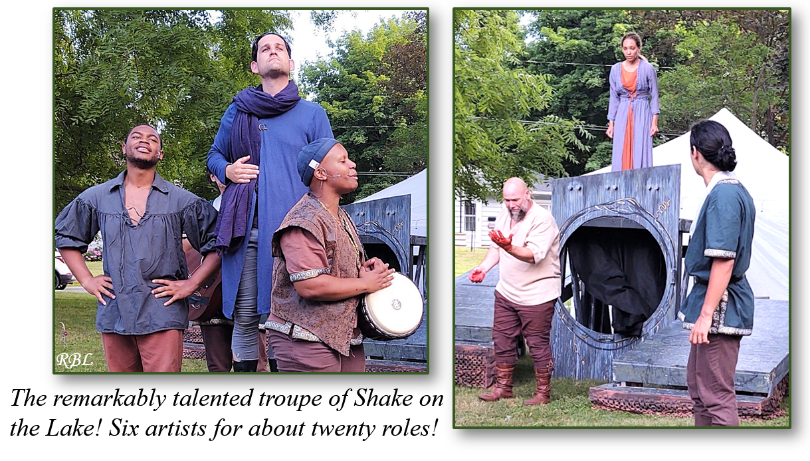 RBL
The remarkably talented troupe of Shake on
the Lake! Six artists for about twenty roles!